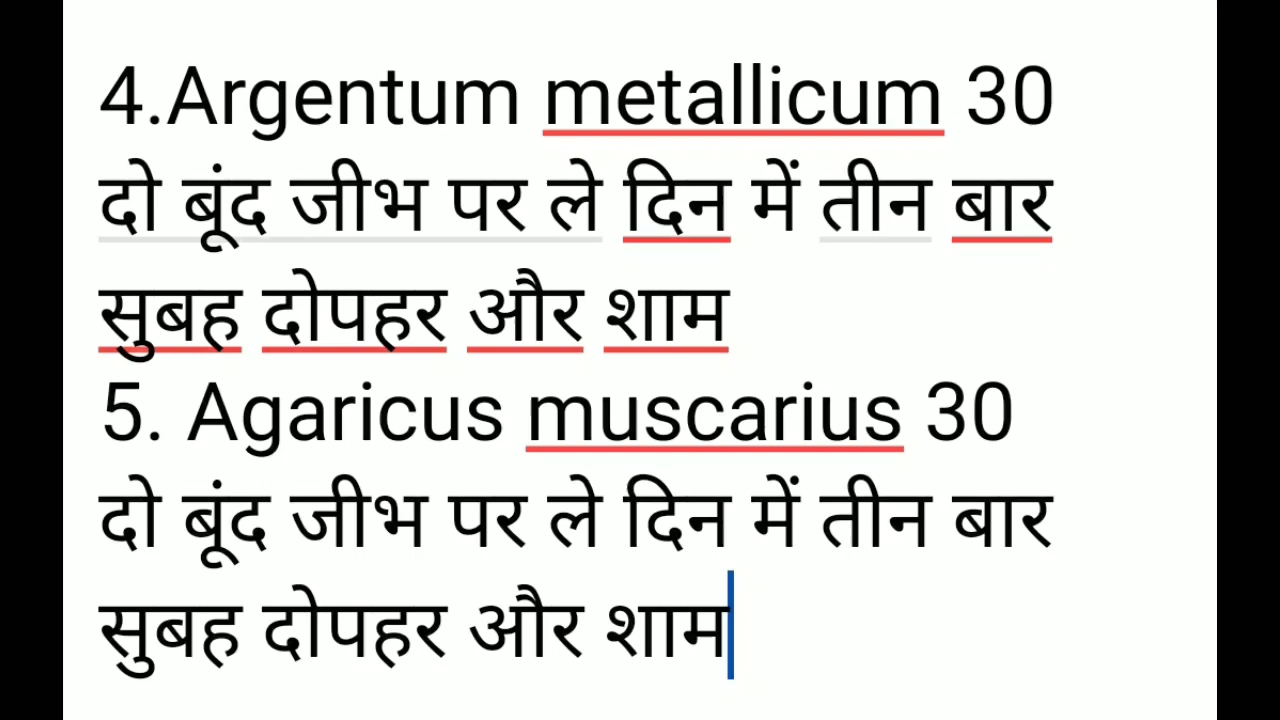 4.Argentum metallicum 30
दो बूंद जीभ पर ले दिन में तीन बार
सुबह दोपहर और शाम
5. Agaricus muscarius 30
दो बूंद जीभ पर ले दिन में तीन बार
सुबह दोपहर और शाम